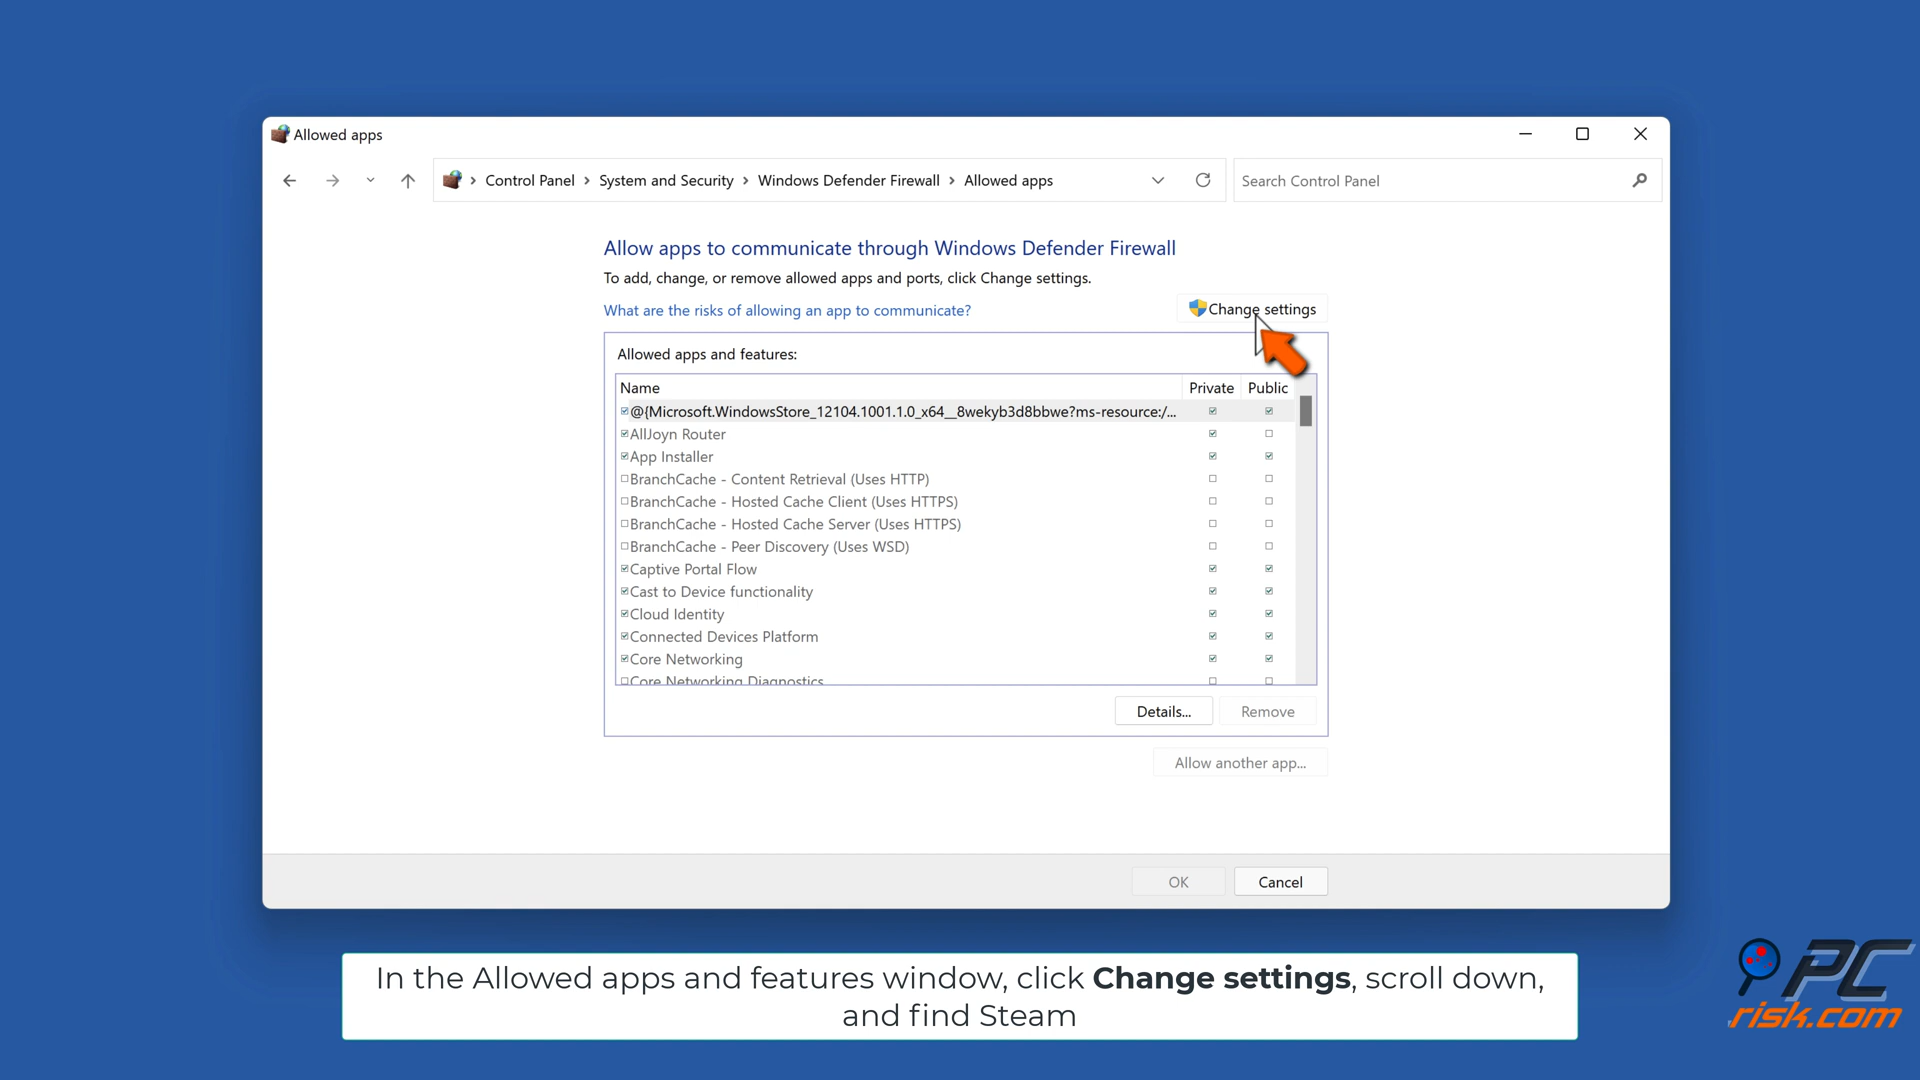 Allowed apps
Control Panel > System and Security > Windows Defender Firewall > Allowed apps
Search Control Panel
Allow apps to communicate through Windows Defender Firewall
To add, change, or remove allowed apps and ports, click Change settings.
What are the risks of allowing an app to communicate?
Change settings
Allowed apps and features:
Name Private Public
@{Microsoft.WindowsStore_12104.1001.1.0_x64__8wekyb3d8bbwe?ms-resource:/...
AllJoyn Router
App Installer
BranchCache - Content Retrieval (Uses HTTP)
BranchCache - Hosted Cache Client (Uses HTTPS)
BranchCache - Hosted Cache Server (Uses HTTPS)
BranchCache - Peer Discovery (Uses WSD)
Captive Portal Flow
Cast to Device functionality
Cloud Identity
Connected Devices Platform
Core Networking
Core Networking Diagnostics
Details... Remove
Allow another app...
OK Cancel
In the Allowed apps and features window, click Change settings, scroll down,
and find Steam
PC
risk.com